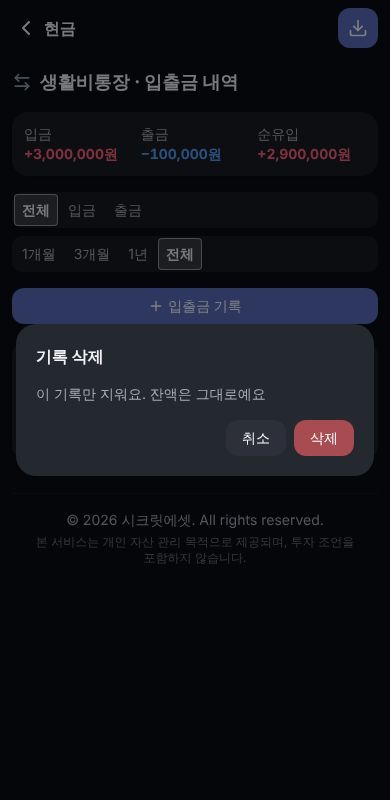 현금
생활비통장 · 입출금 내역
입금 출금 순유입
+3,000,000원 −100,000원 +2,900,000원
전체 입금 출금
1개월 3개월 1년 전체
+ 입출금 기록
기록 삭제
이 기록만 지워요. 잔액은 그대로예요
취소 삭제
© 2026 시크릿에셋. All rights reserved.
본 서비스는 개인 자산 관리 목적으로 제공되며, 투자 조언을
포함하지 않습니다.